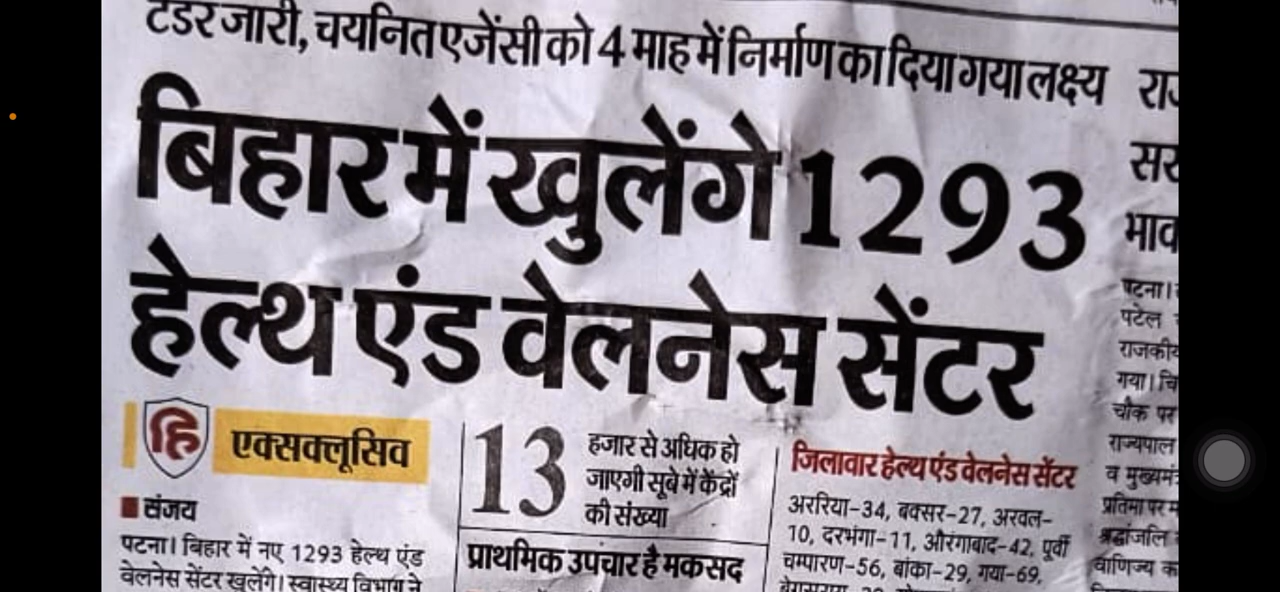 टेंडर जारी, चयनित एजेंसी को 4 माह में निर्माण का दिया गया लक्ष्य
बिहार में खुलेंगे 1293
हेल्थ एंड वेलनेस सेंटर
हि
एक्सक्लूसिव
संजय
पटना। बिहार में नए 1293 हेल्थ एंड
वेलनेस सेंटर खुलेंगे। स्वास्थ्य विभाग ने
13
हजार से अधिक हो
जाएगी सूबे में केंद्रों
की संख्या
प्राथमिक उपचार है मकसद
जिलावार हेल्थ एंड वेलनेस सेंटर
अररिया-34, बक्सर-27, अरवल-
10, दरभंगा-11, औरंगाबाद-42, पूर्वी
चम्पारण-56, बांका-29, गया-69,
पटना।
पटेल
राजकीय
गया। चि
चौक पर
राज्यपाल
व मुख्यमं
प्रतिमा पर म
श्रद्धांजलि
वाणिज्य क